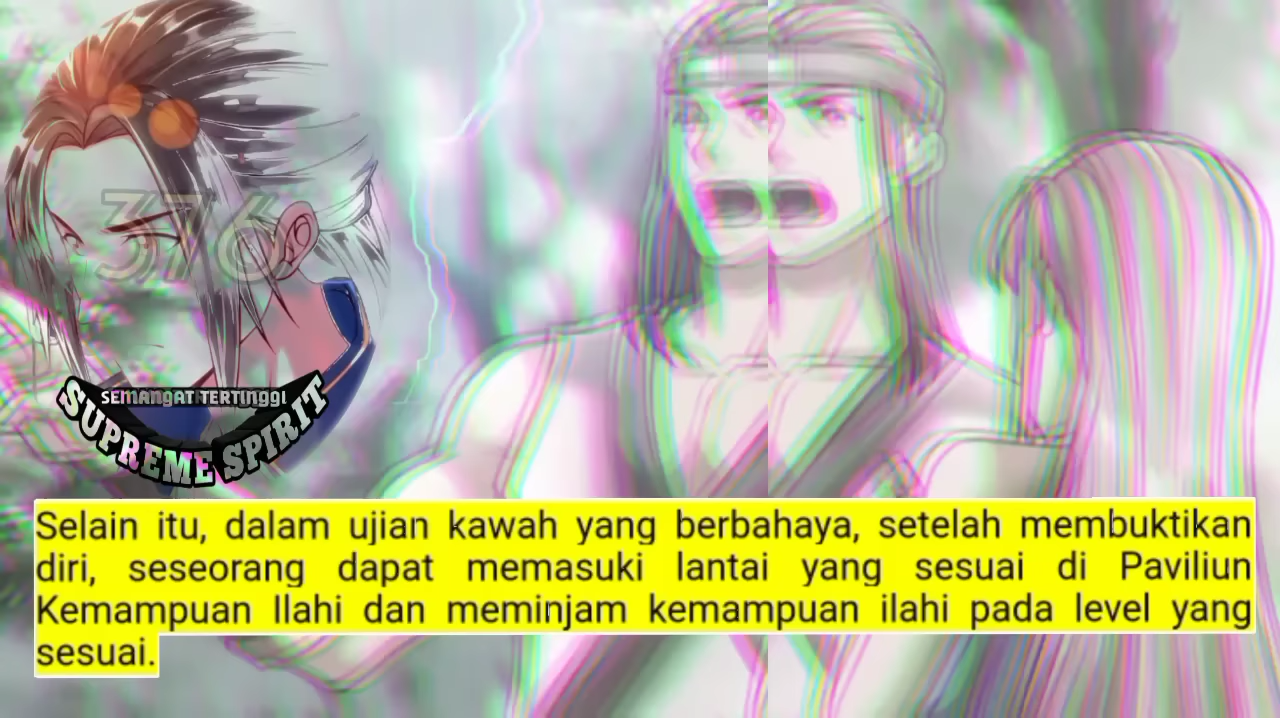 376
SEMANGAT TERTINGGI
SUPREME SPIRIT
Selain itu, dalam ujian kawah yang berbahaya, setelah membuktikan
diri, seseorang dapat memasuki lantai yang sesuai di Paviliun
Kemampuan Ilahi dan meminjam kemampuan ilahi pada level yang
sesuai.